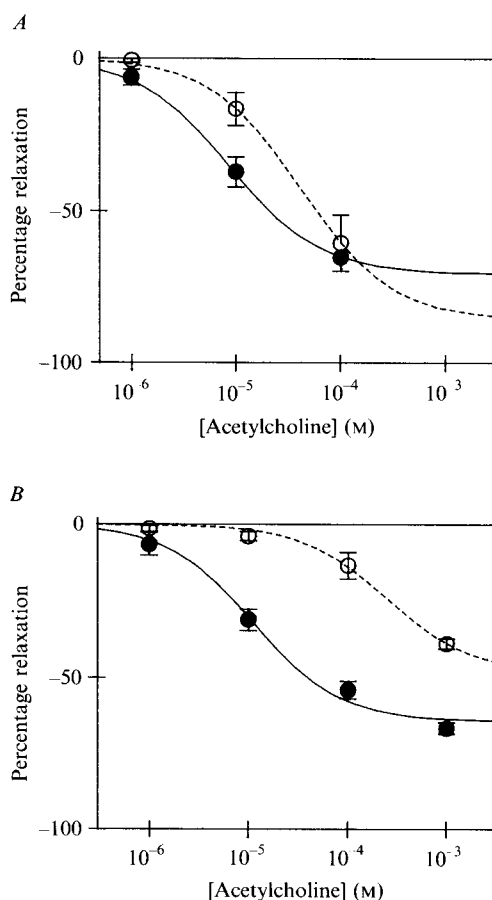 A
0
−50
−100
Percentage relaxation
10⁻⁶
10⁻⁵
10⁻⁴
10⁻³
[Acetylcholine] (M)
B
0
−50
−100
Percentage relaxation
10⁻⁶
10⁻⁵
10⁻⁴
10⁻³
[Acetylcholine] (M)